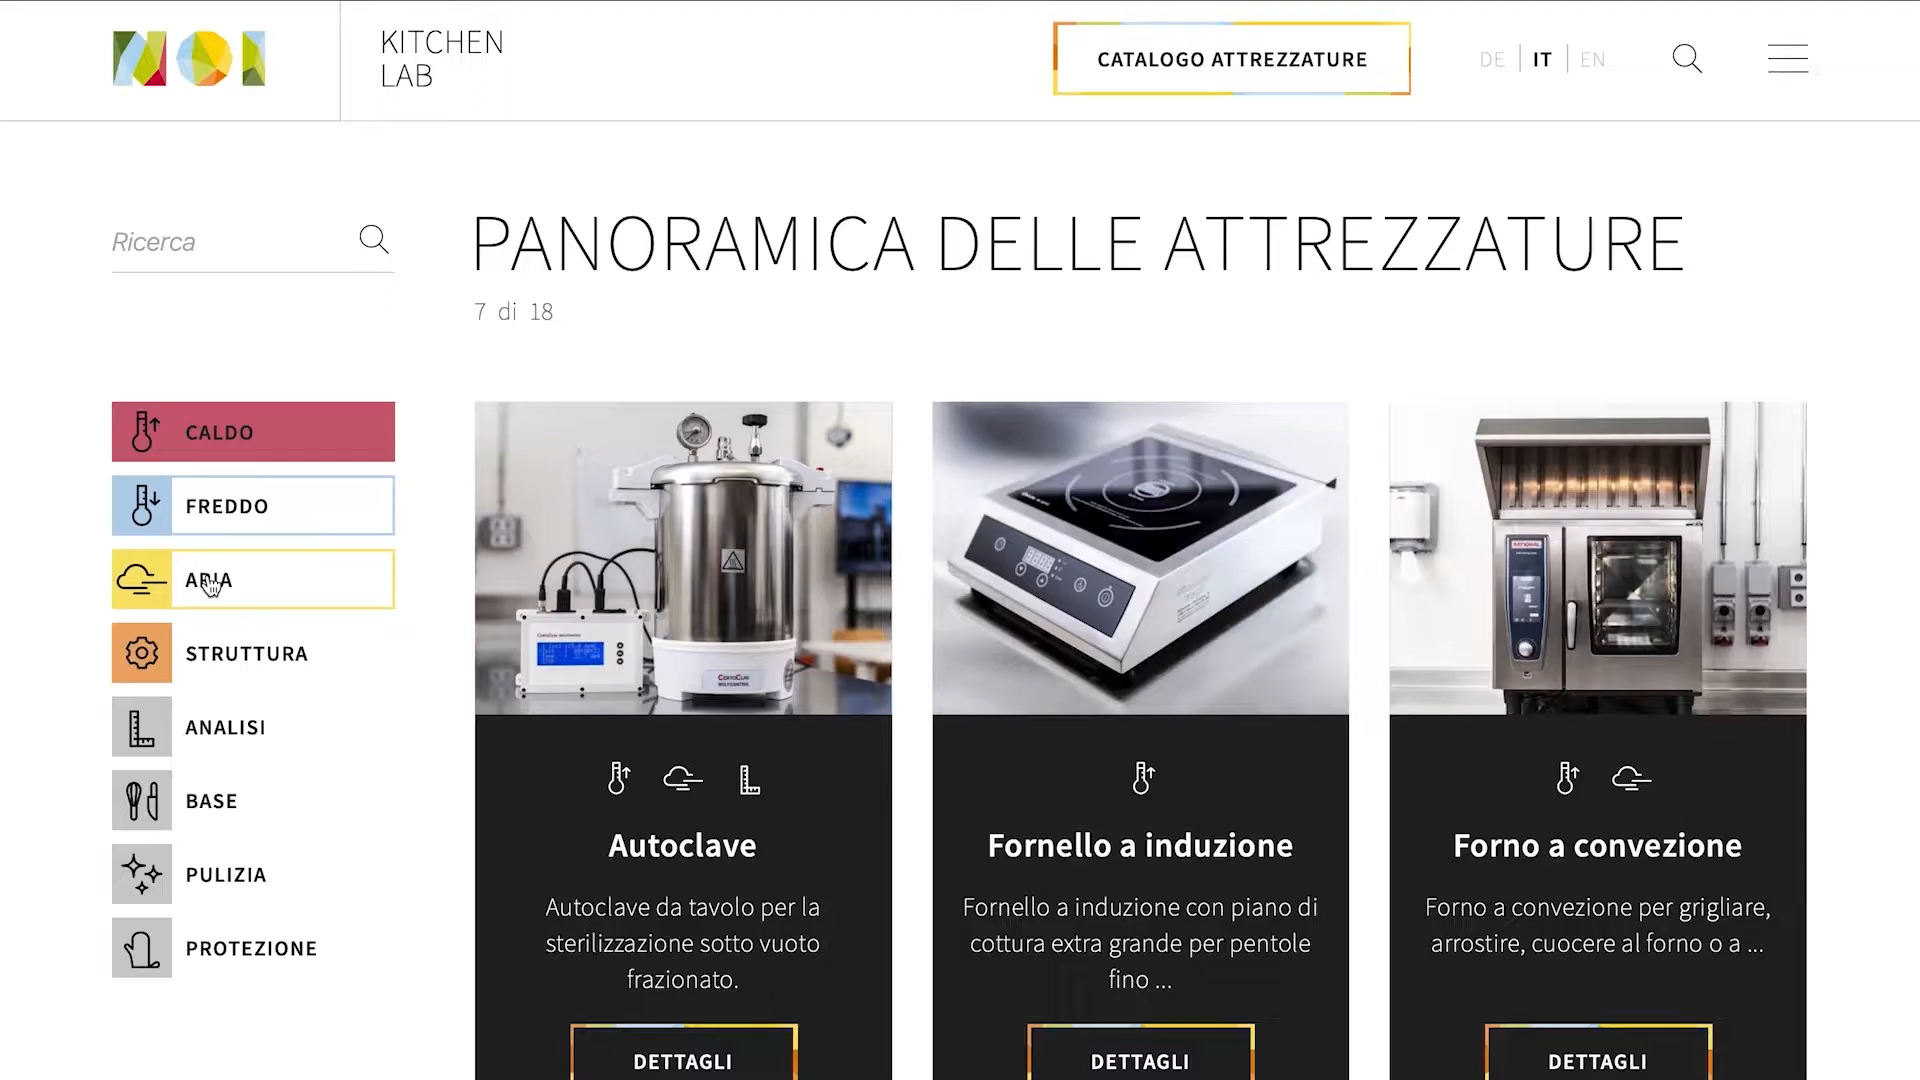 NOI
KITCHEN
LAB
CATALOGO ATTREZZATURE
DE
IT
EN
Ricerca
PANORAMICA DELLE ATTREZZATURE
7 di 18
CALDO
FREDDO
ARIA
STRUTTURA
ANALISI
BASE
PULIZIA
PROTEZIONE
CertoClav
Autoclave
Autoclave da tavolo per la
sterilizzazione sotto vuoto
frazionato.
DETTAGLI
Fornello a induzione
Fornello a induzione con piano di
cottura extra grande per pentole
fino ...
DETTAGLI
RATIONAL
Forno a convezione
Forno a convezione per grigliare,
arrostire, cuocere al forno o a ...
DETTAGLI